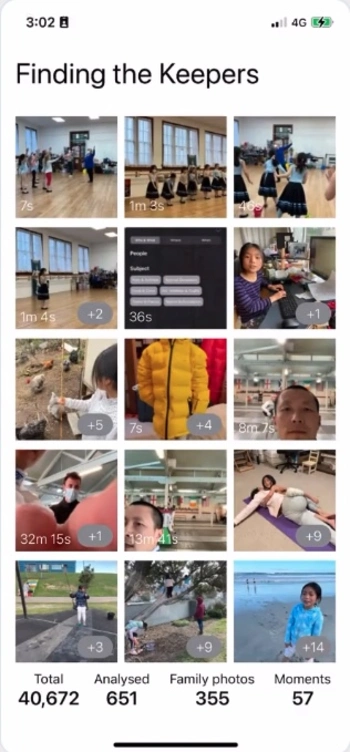 3:02
4G
Finding the Keepers
7s
1m 3s
46s
1m 4s
+2
People
Subject
36s
+1
+5
7s
+4
8m 7s
32m 15s
+1
13m 41s
+9
+3
+9
+14
Total Analysed Family photos Moments
40,672 651 355 57